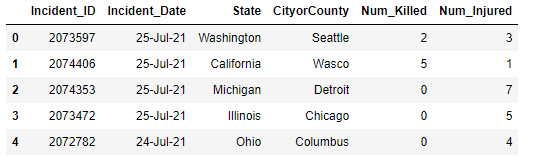 Incident_ID Incident_Date State CityorCounty Num_Killed Num_Injured
0 2073597 25-Jul-21 Washington Seattle 2 3
1 2074406 25-Jul-21 California Wasco 5 1
2 2074353 25-Jul-21 Michigan Detroit 0 7
3 2073472 25-Jul-21 Illinois Chicago 0 5
4 2072782 24-Jul-21 Ohio Columbus 0 4